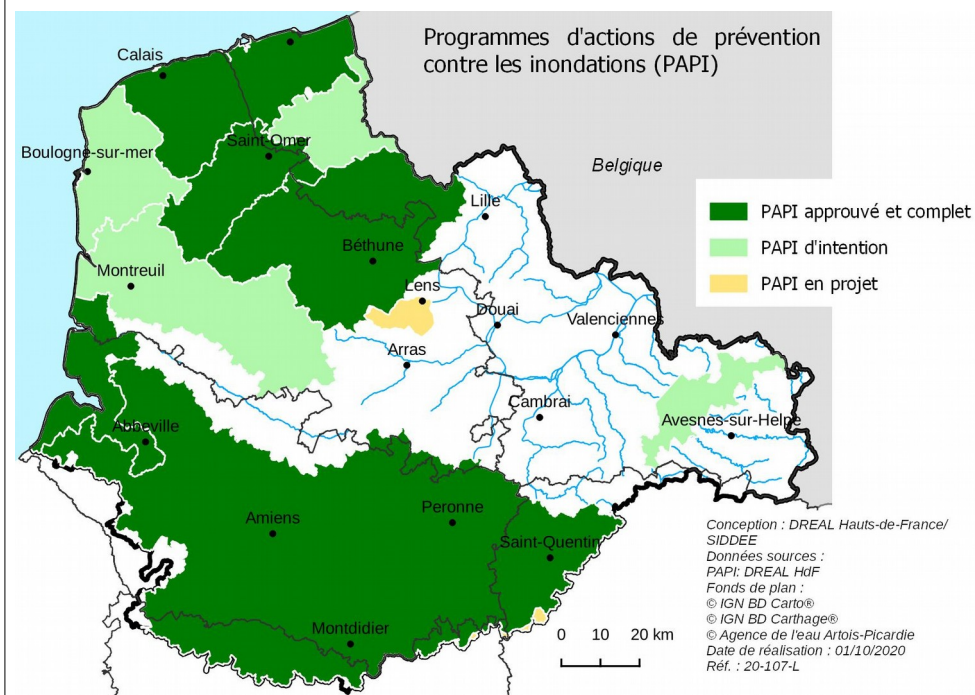 Programmes d'actions de prévention
contre les inondations (PAPI)
Calais
Saint-Omer
Boulogne-sur-mer
Belgique
Lille
PAPI approuvé et complet
Béthune
PAPI d'intention
Montreuil
Lens
PAPI en projet
Douai
Valenciennes
Arras
Cambrai
Avesnes-sur-Helpe
Abbeville
Peronne
Amiens
Saint-Quentin
Montdidier
0 10 20 km
Conception : DREAL Hauts-de-France/
SIDDEE
Données sources :
PAPI: DREAL HdF
Fonds de plan :
© IGN BD Carto®
© IGN BD Carthage®
© Agence de l'eau Artois-Picardie
Date de réalisation : 01/10/2020
Réf. : 20-107-L